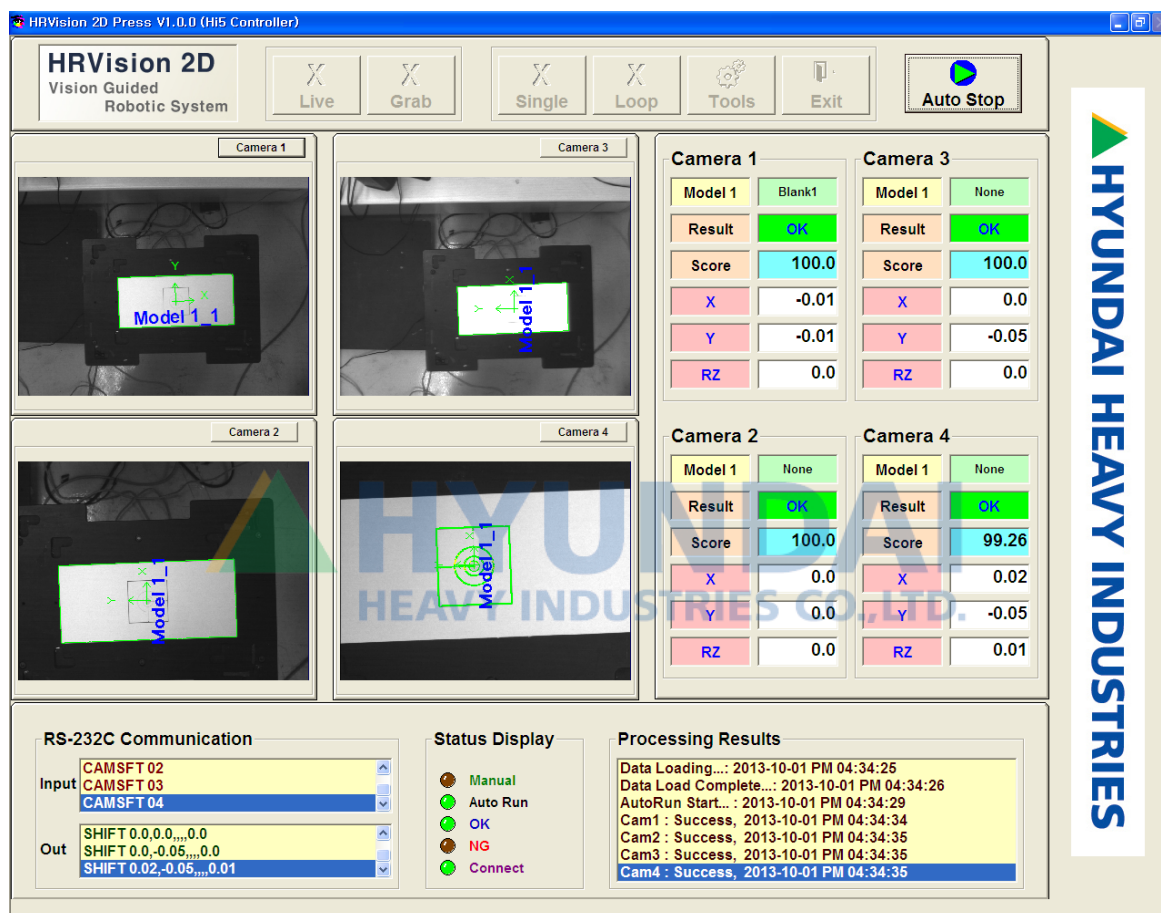 HRVision 2D Press V1.0.0 (Hi5 Controller)
HRVision 2D
Vision Guided
Robotic System
X Live
X Grab
X Single
X Loop
Tools
Exit
Auto Stop
Camera 1
Y
X
Model 1_1
Camera 3
X
Y
Model 1_1
Camera 2
X
Y
Model 1_1
Camera 4
X
Model 1_1
Camera 1
Model 1 Blank1
Result OK
Score 100.0
X -0.01
Y -0.01
RZ 0.0
Camera 3
Model 1 None
Result OK
Score 100.0
X 0.0
Y -0.05
RZ 0.0
Camera 2
Model 1 None
Result OK
Score 100.0
X 0.0
Y 0.0
RZ 0.0
Camera 4
Model 1 None
Result OK
Score 99.26
X 0.02
Y -0.05
RZ 0.01
HYUNDAI
HEAVY INDUSTRIES CO.,LTD.
RS-232C Communication
Input
CAMSFT 02
CAMSFT 03
CAMSFT 04
Out
SHIFT 0.0,0.0,,,,0.0
SHIFT 0.0,-0.05,,,,0.0
SHIFT 0.02,-0.05,,,,0.01
Status Display
Manual
Auto Run
OK
NG
Connect
Processing Results
Data Loading...: 2013-10-01 PM 04:34:25
Data Load Complete...: 2013-10-01 PM 04:34:26
AutoRun Start... : 2013-10-01 PM 04:34:29
Cam1 : Success, 2013-10-01 PM 04:34:34
Cam2 : Success, 2013-10-01 PM 04:34:35
Cam3 : Success, 2013-10-01 PM 04:34:35
Cam4 : Success, 2013-10-01 PM 04:34:35
HYUNDAI HEAVY INDUSTRIES